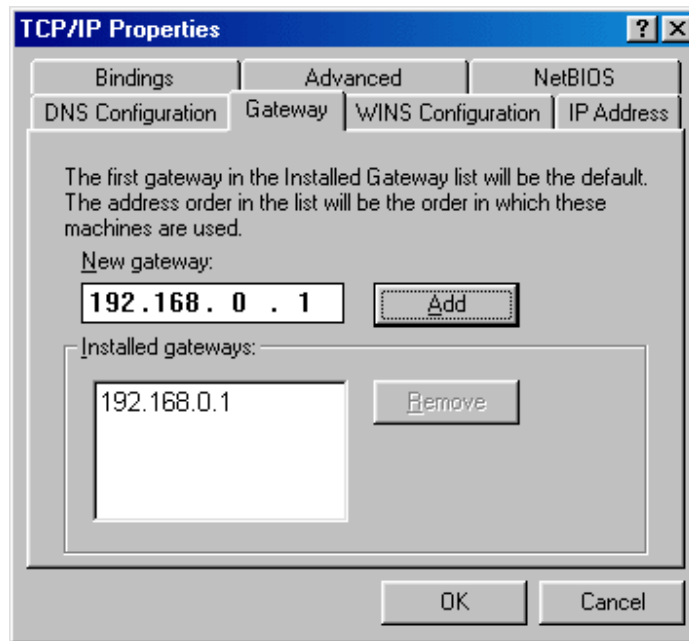 TCP/IP Properties
Bindings Advanced NetBIOS
DNS Configuration Gateway WINS Configuration IP Address
The first gateway in the Installed Gateway list will be the default.
The address order in the list will be the order in which these
machines are used.
New gateway:
192.168. 0 . 1 Add
Installed gateways:
192.168.0.1 Remove
OK Cancel